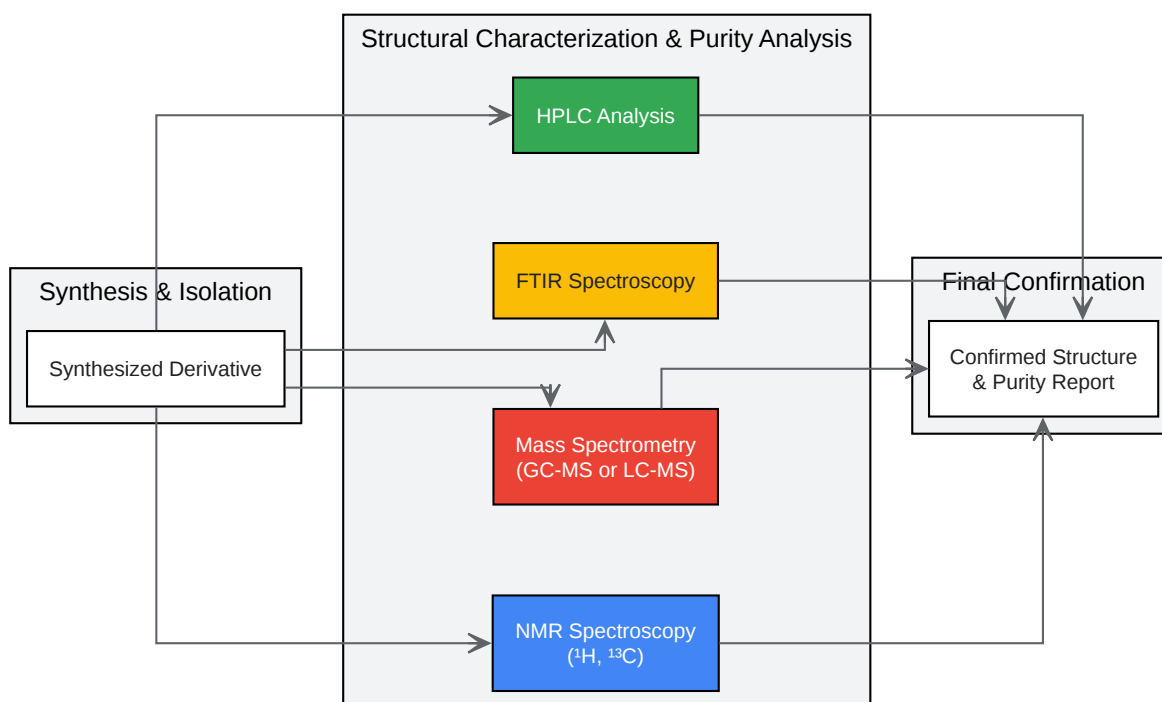 Structural Characterization & Purity Analysis
HPLC Analysis
FTIR Spectroscopy
Synthesis & Isolation
Final Confirmation
Synthesized Derivative
Confirmed Structure
& Purity Report
Mass Spectrometry
(GC-MS or LC-MS)
NMR Spectroscopy
(¹H, ¹³C)